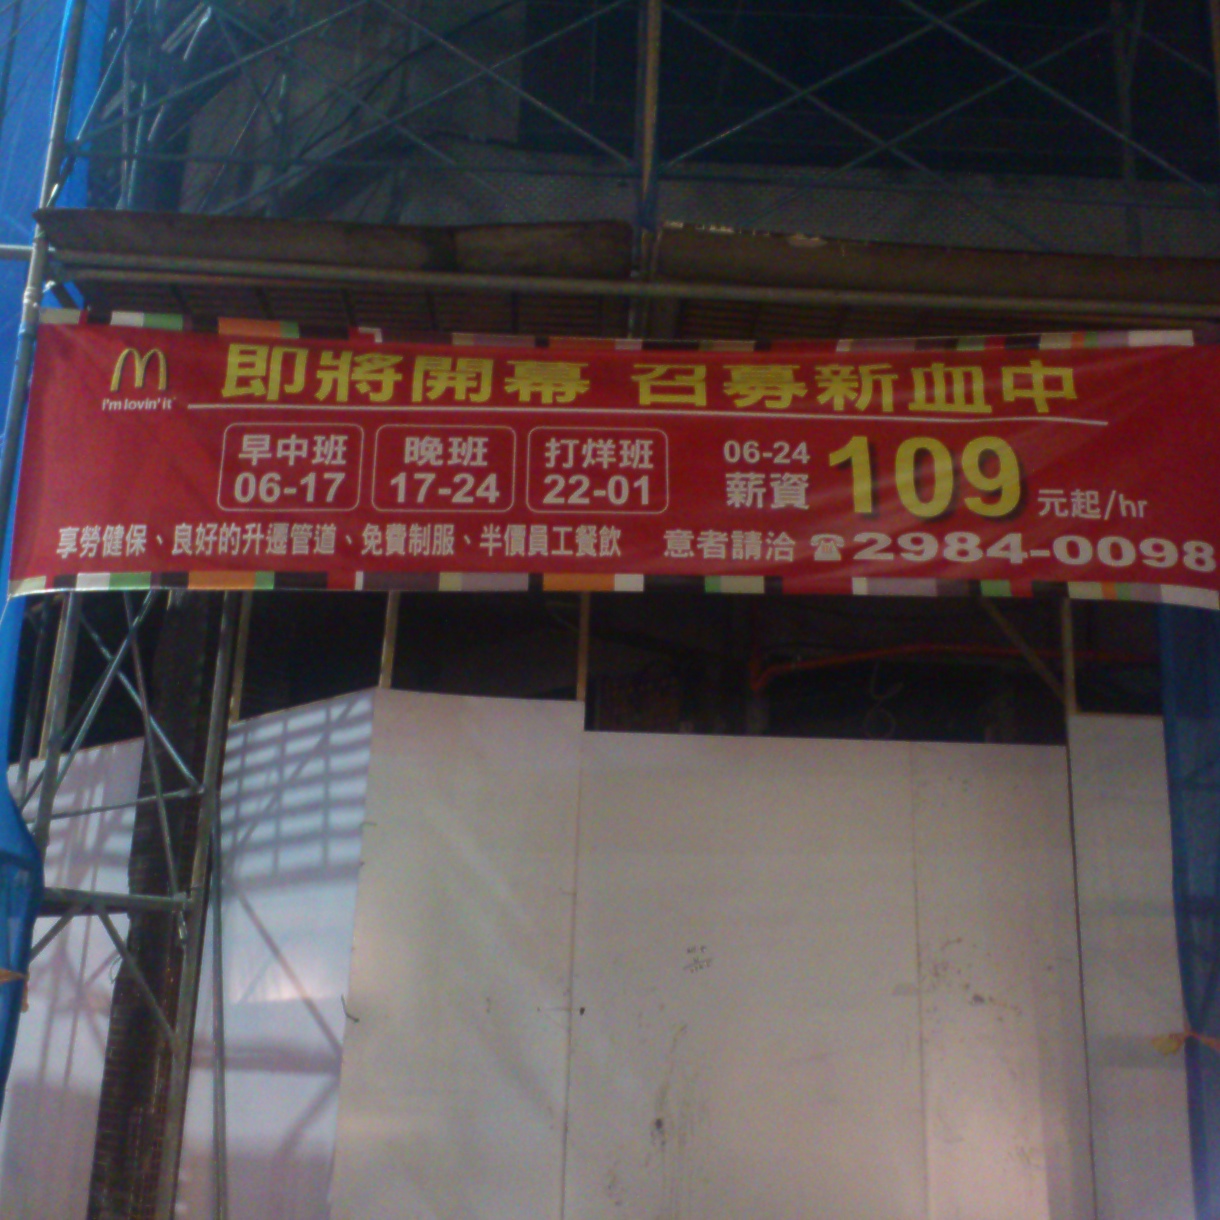 即將開幕 召募新血中
i'm lovin' it
早中班 晚班 打烊班 06-24
06-17 17-24 22-01 薪資 109 元起/hr
享勞健保、良好的升遷管道、免費制服、半價員工餐飲 意者請洽 ☎2984-0098